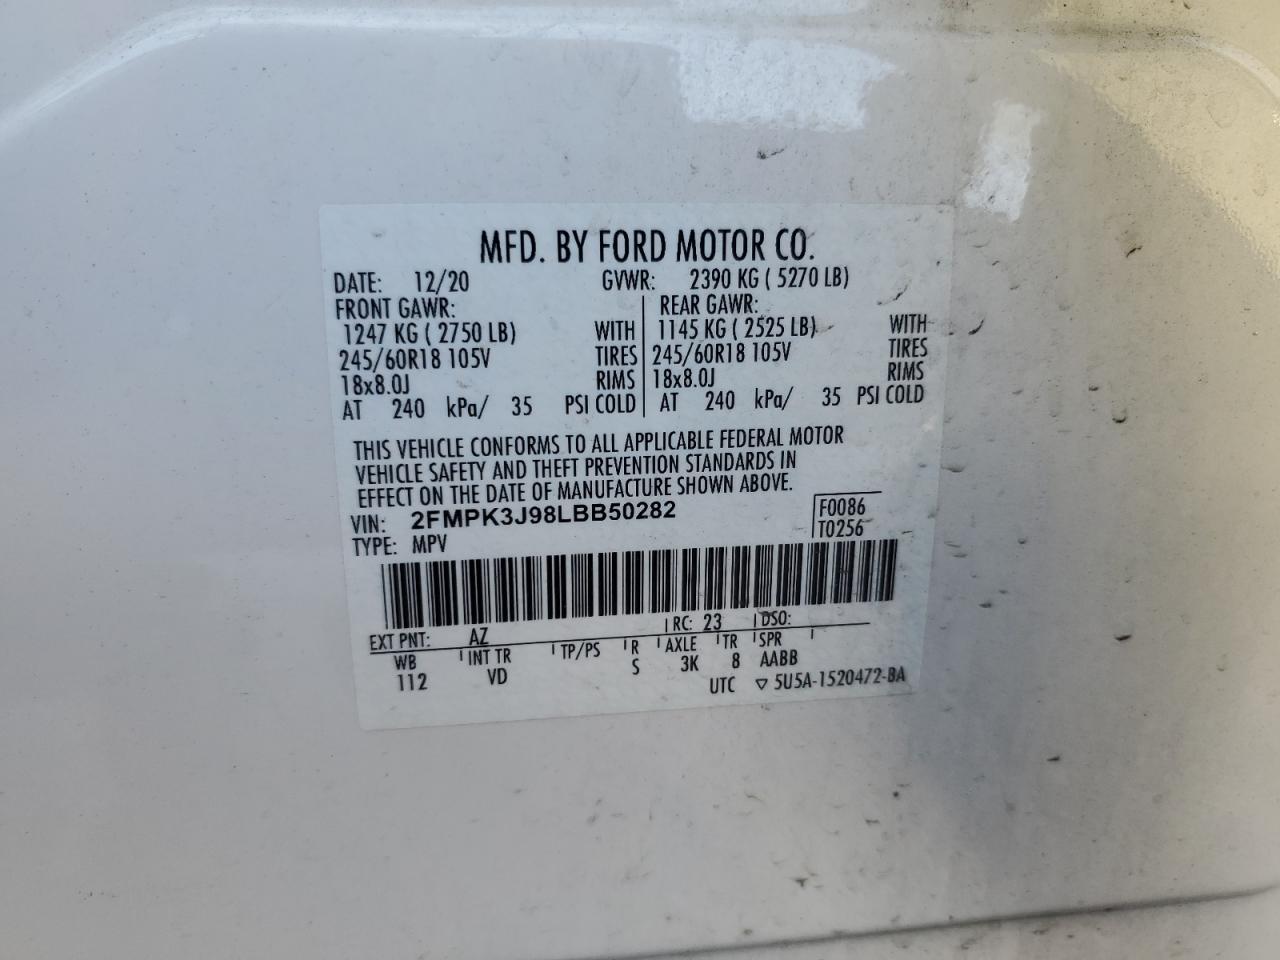 MFD. BY FORD MOTOR CO.
DATE: 12/20 GVWR: 2390 KG ( 5270 LB)
FRONT GAWR: REAR GAWR:
1247 KG ( 2750 LB) WITH 1145 KG ( 2525 LB) WITH
245/60R18 105V TIRES 245/60R18 105V TIRES
18x8.0J RIMS 18x8.0J RIMS
AT 240 kPa/ 35 PSI COLD AT 240 kPa/ 35 PSI COLD
THIS VEHICLE CONFORMS TO ALL APPLICABLE FEDERAL MOTOR
VEHICLE SAFETY AND THEFT PREVENTION STANDARDS IN
EFFECT ON THE DATE OF MANUFACTURE SHOWN ABOVE.
VIN: 2FMPK3J98LBB50282 F0086
TYPE: MPV T0256
EXT PNT: AZ RC: 23 DSO:
WB INT TR TP/PS R AXLE TR SPR
112 VD S 3K 8 AABB
UTC ▽ 5U5A-1520472-BA